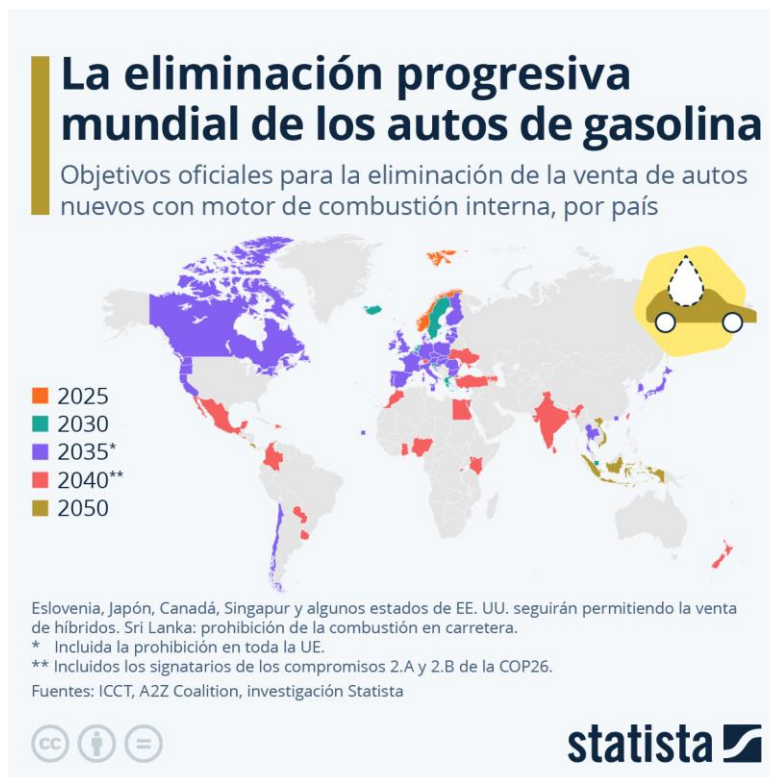 La eliminación progresiva
mundial de los autos de gasolina
Objetivos oficiales para la eliminación de la venta de autos
nuevos con motor de combustión interna, por país
2025
2030
2035*
2040**
2050
Eslovenia, Japón, Canadá, Singapur y algunos estados de EE. UU. seguirán permitiendo la venta
de híbridos. Sri Lanka: prohibición de la combustión en carretera.
* Incluida la prohibición en toda la UE.
** Incluidos los signatarios de los compromisos 2.A y 2.B de la COP26.
Fuentes: ICCT, A2Z Coalition, investigación Statista
cc
statista